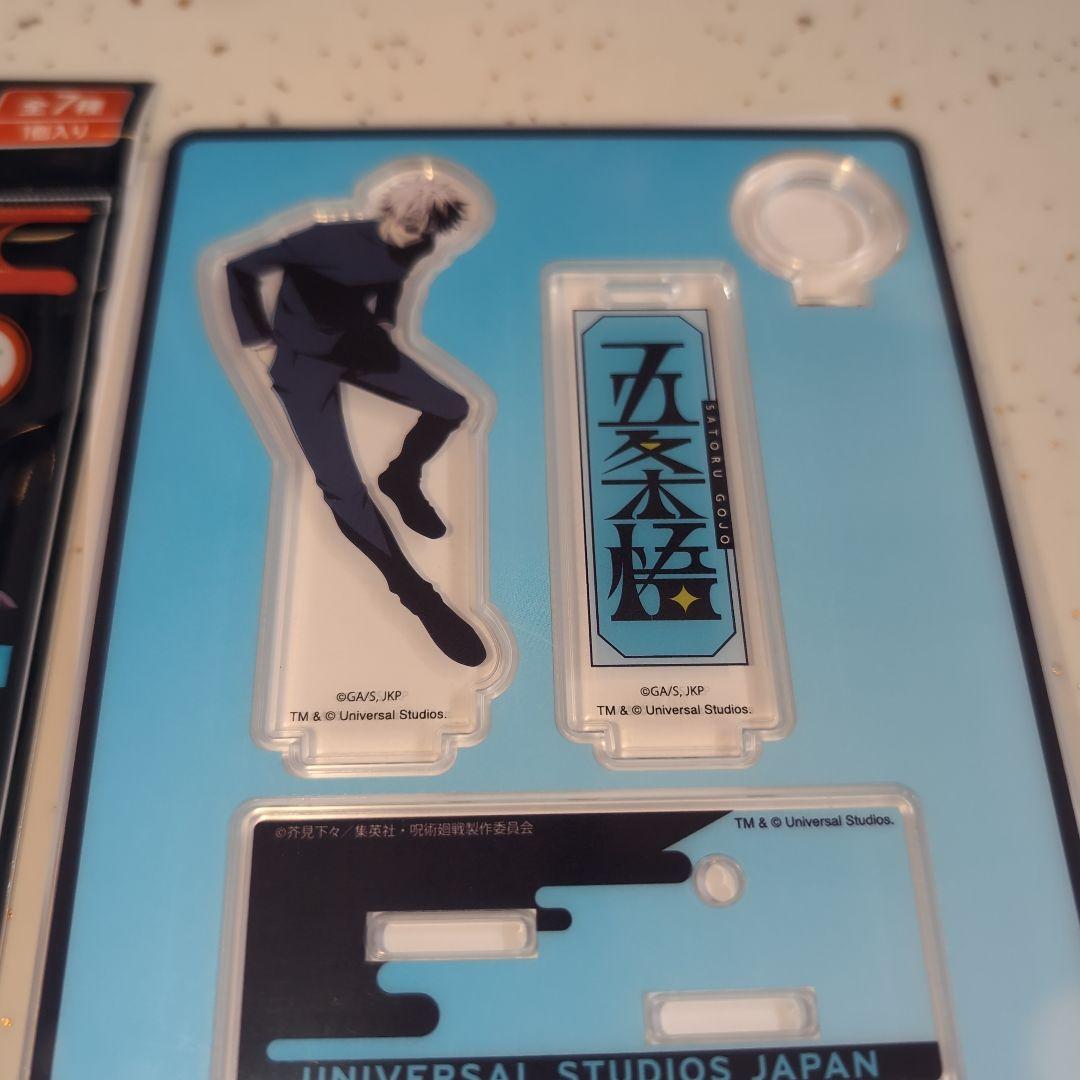 全7種
1個入り
五条悟
SATORU GOJO
©GA/S, JKP
TM & © Universal Studios.
©GA/S, JKP
TM & © Universal Studios.
©芥見下々／集英社・呪術廻戦製作委員会
TM & © Universal Studios.
UNIVERSAL STUDIOS JAPAN